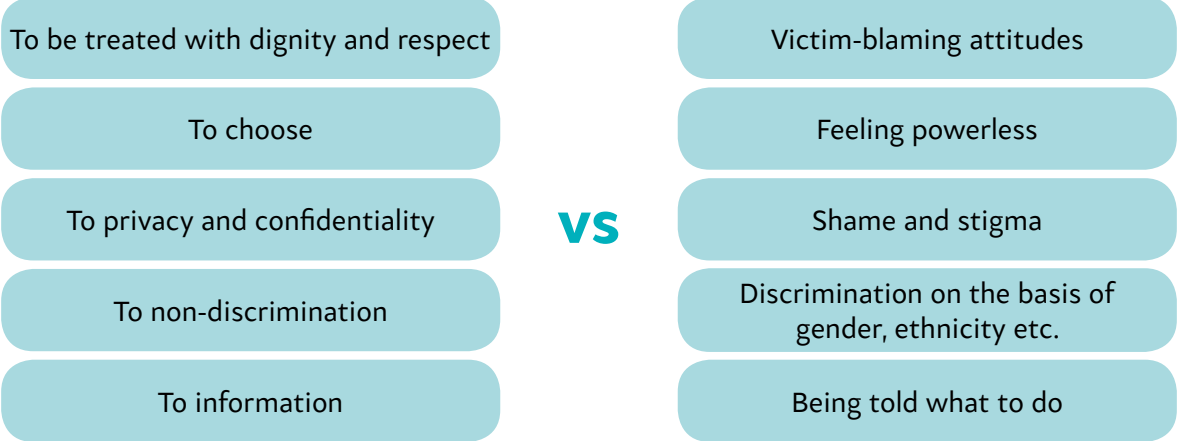 To be treated with dignity and respect
Victim-blaming attitudes
To choose
Feeling powerless
To privacy and confidentiality
vs
Shame and stigma
To non-discrimination
Discrimination on the basis of
gender, ethnicity etc.
To information
Being told what to do